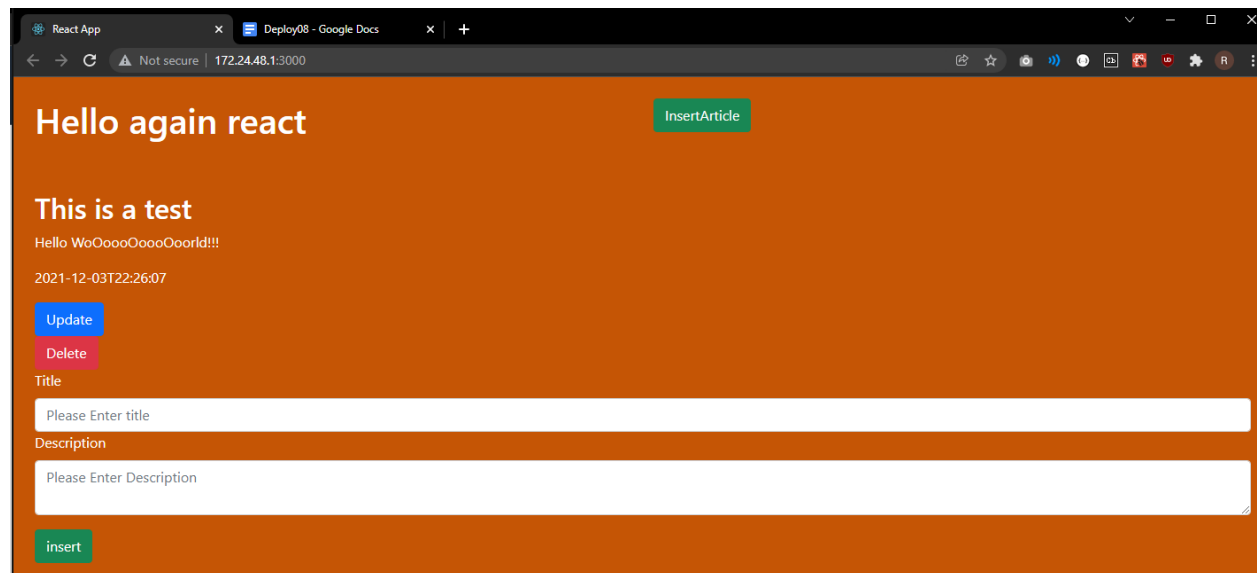 React App
Deploy08 - Google Docs
Not secure | 172.24.48.1:3000
R
Hello again react
InsertArticle
This is a test
Hello WoOoooOoooOoorld!!!
2021-12-03T22:26:07
Update
Delete
Title
Please Enter title
Description
Please Enter Description
insert